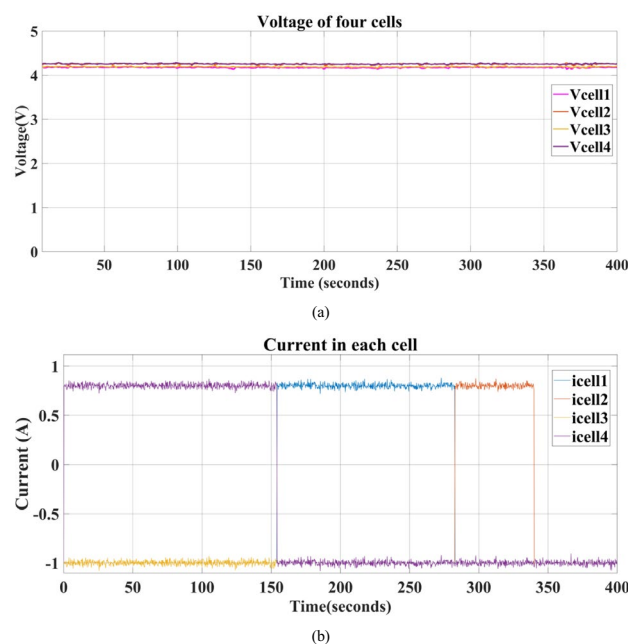 Voltage of four cells
5
4
3
2
1
0
Voltage(V)
Vcell1
Vcell2
Vcell3
Vcell4
50 100 150 200 250 300 350 400
Time (seconds)
(a)
Current in each cell
1
0.5
0
-0.5
-1
Current (A)
icell1
icell2
icell3
icell4
0 50 100 150 200 250 300 350 400
Time(seconds)
(b)